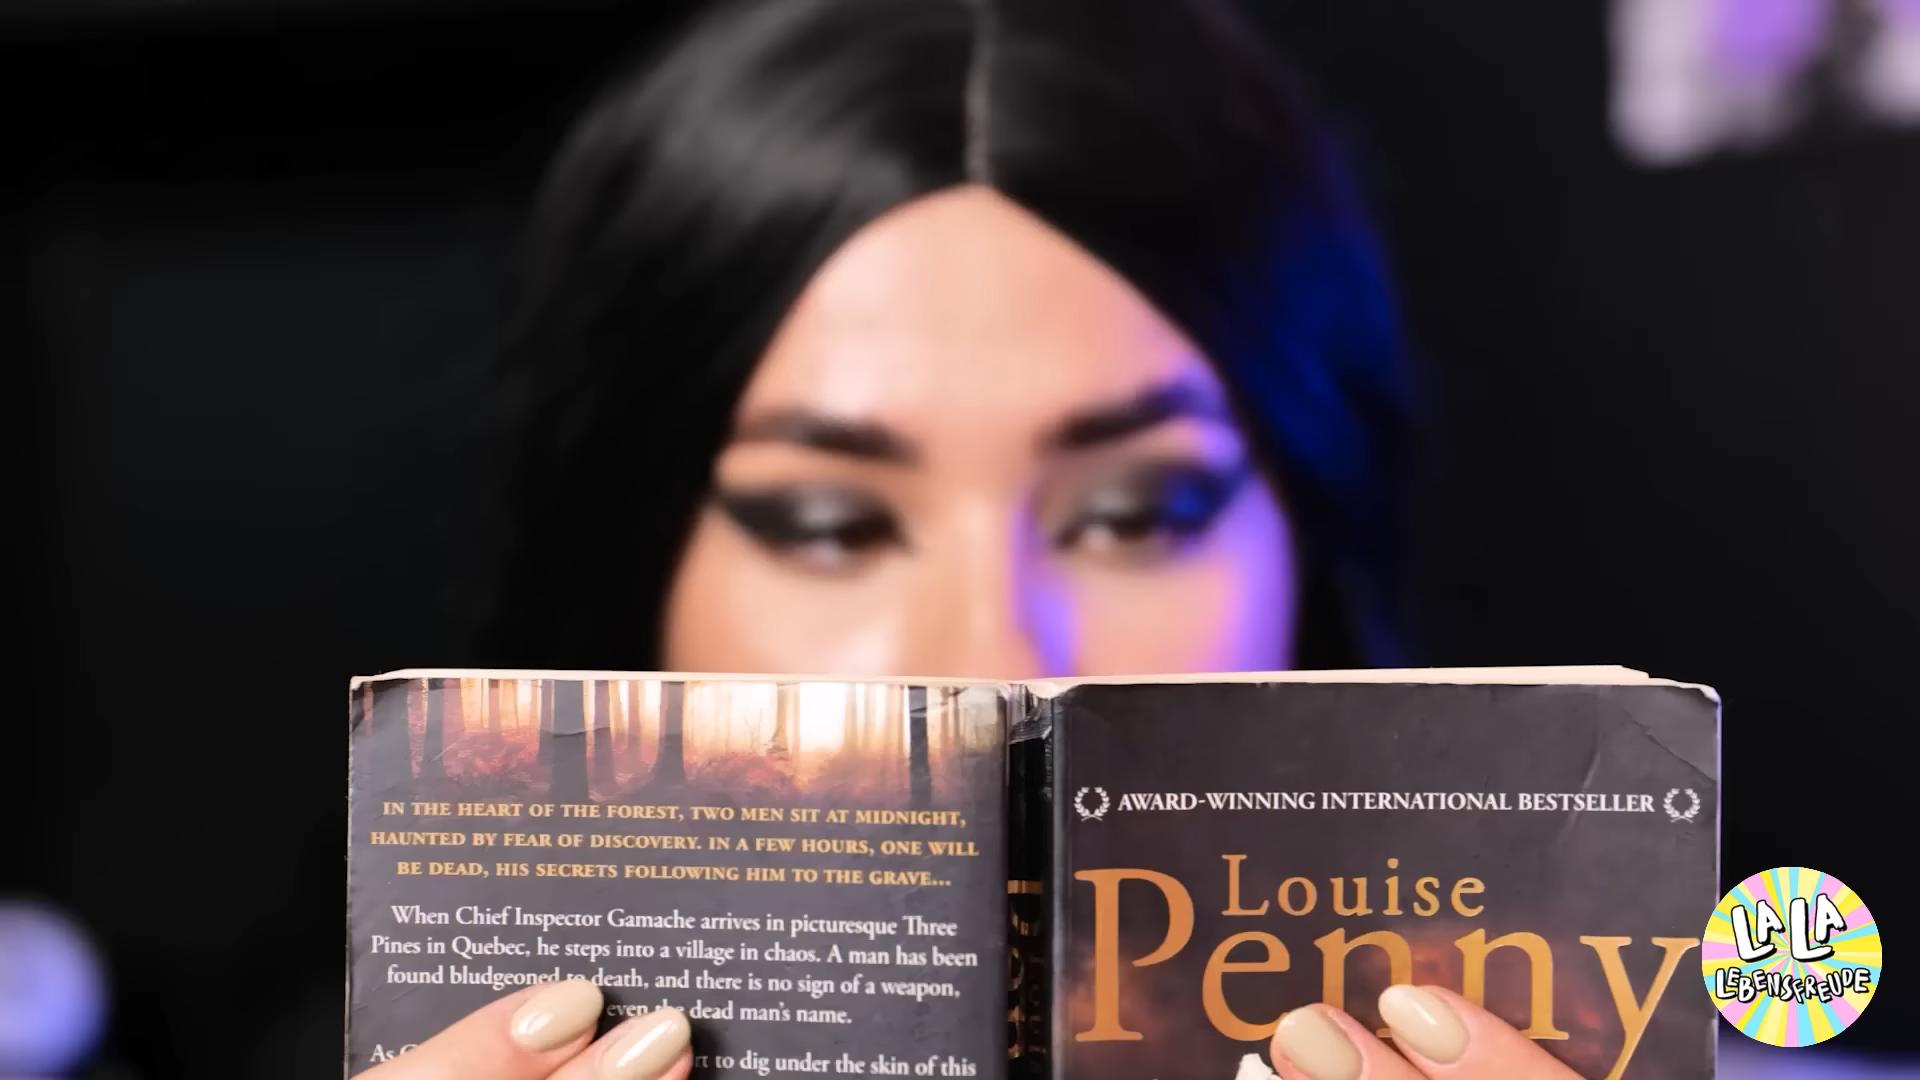 IN THE HEART OF THE FOREST, TWO MEN SIT AT MIDNIGHT,
HAUNTED BY FEAR OF DISCOVERY. IN A FEW HOURS, ONE WILL
BE DEAD, HIS SECRETS FOLLOWING HIM TO THE GRAVE...
When Chief Inspector Gamache arrives in picturesque Three
Pines in Quebec, he steps into a village in chaos. A man has been
found bludgeoned to death, and there is no sign of a weapon,
even the dead man's name.
As to dig under the skin of this
AWARD-WINNING INTERNATIONAL BESTSELLER
Louise
Penny
LALA
LEBENSFREUDE